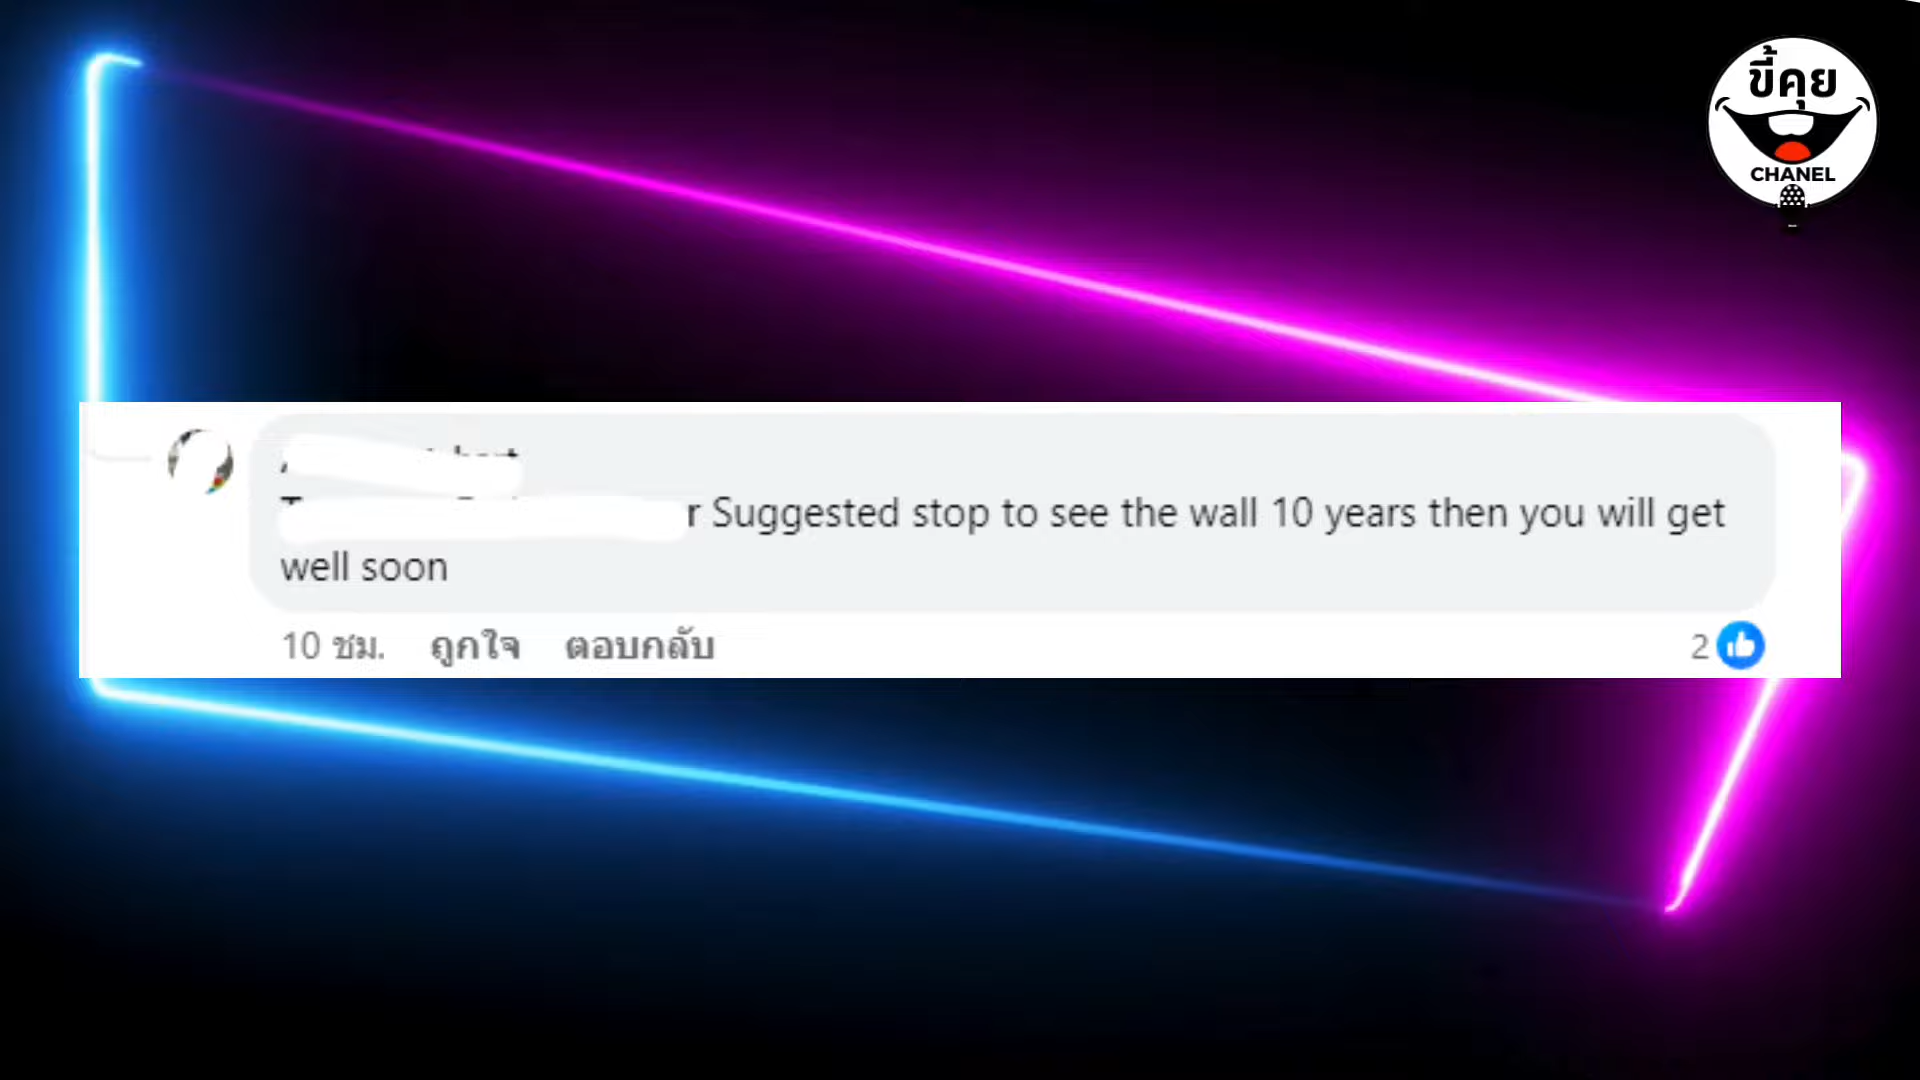 ขี้คุย
CHANEL
Suggested stop to see the wall 10 years then you will get
well soon
10 ชม. ถูกใจ ตอบกลับ
2